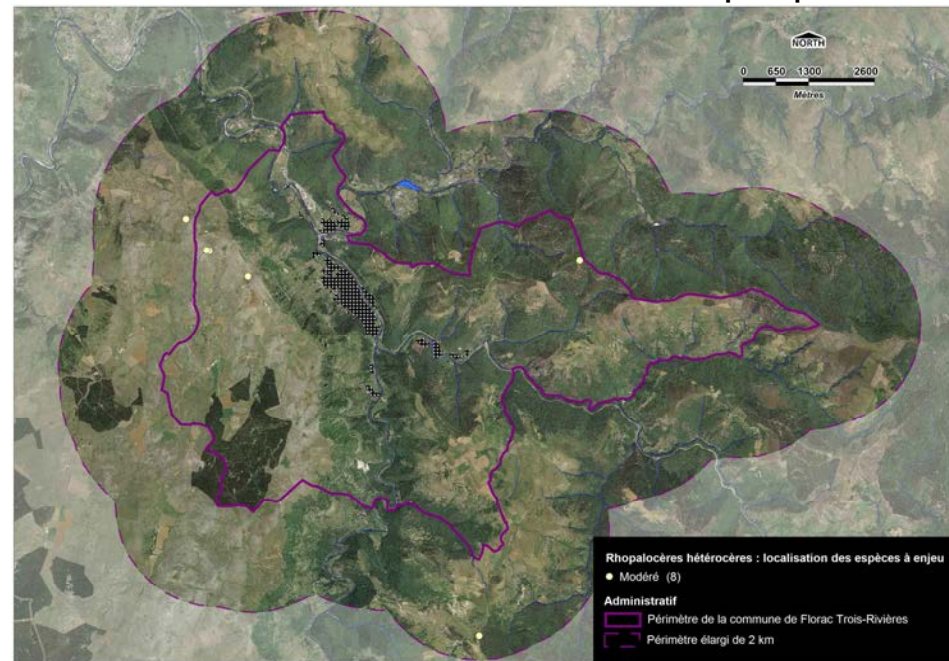 NORTH
0 650 1300 2600
Mètres
Rhopalocères hétérocères : localisation des espèces à enjeu
Modéré (8)
Administratif
Périmètre de la commune de Florac Trois-Rivières
Périmètre élargi de 2 km